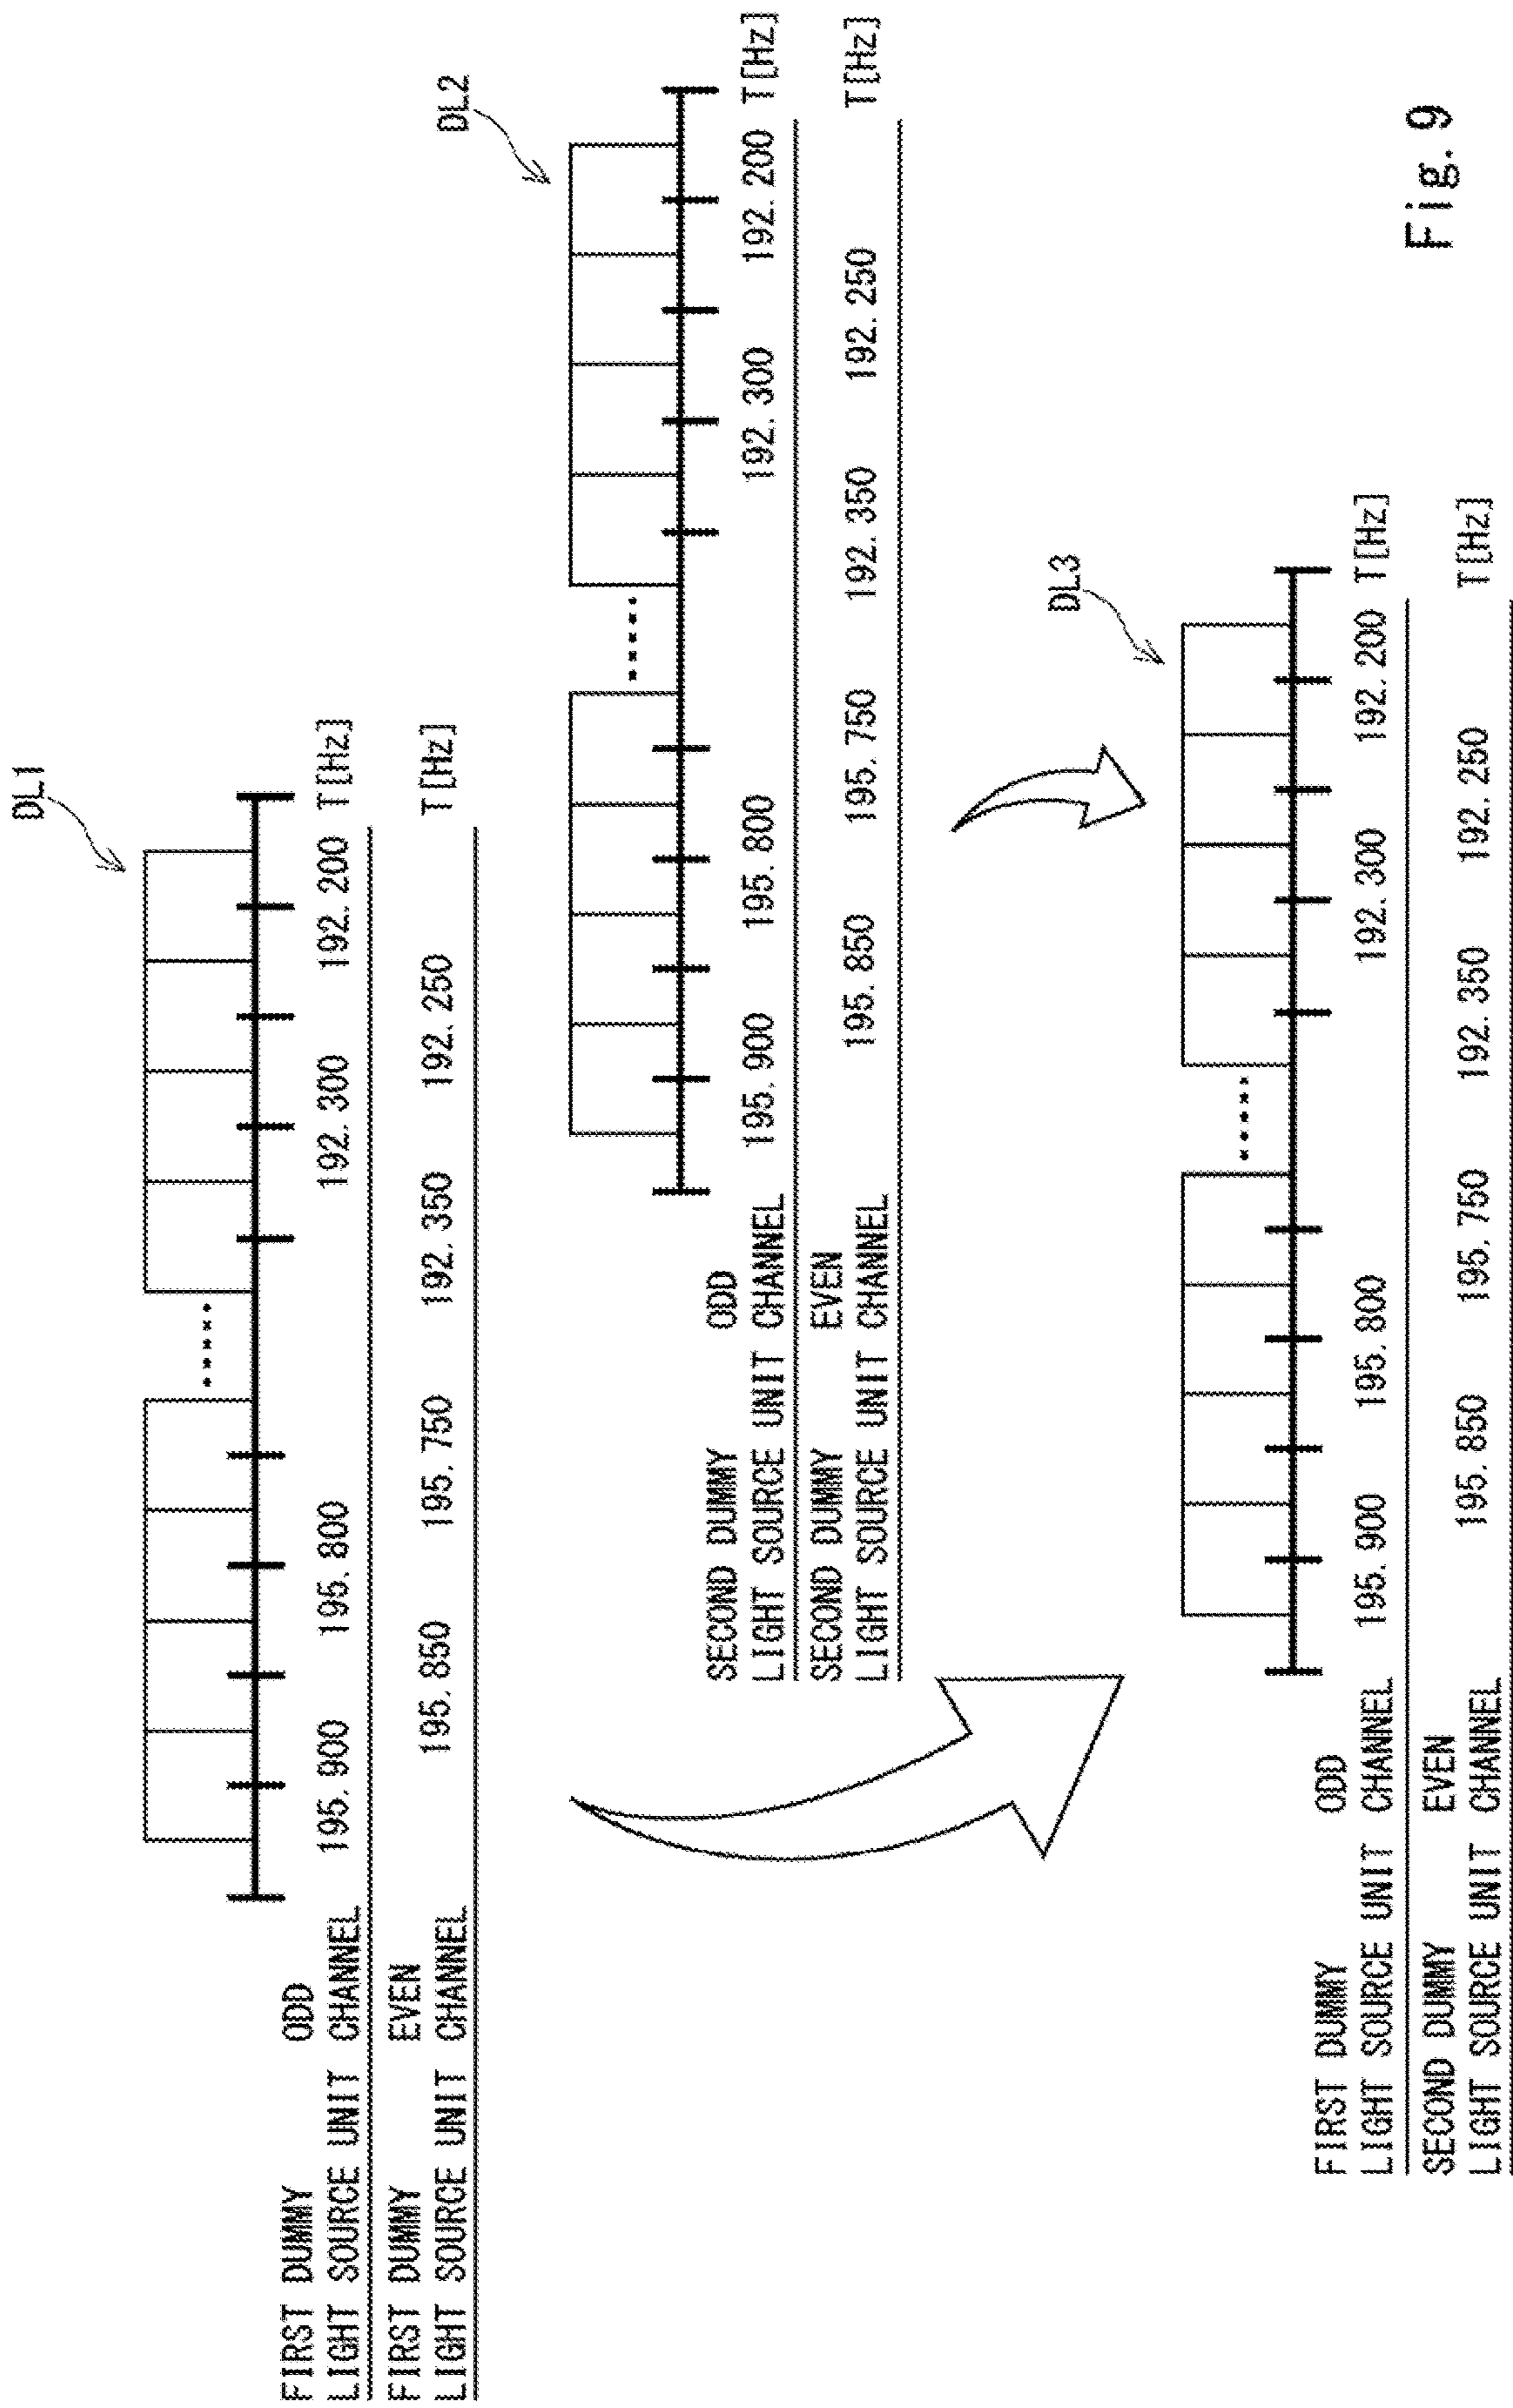 DL1
FIRST DUMMY ODD
LIGHT SOURCE UNIT CHANNEL 195.900 195.800 192.300 192.200 T[Hz]
FIRST DUMMY EVEN
LIGHT SOURCE UNIT CHANNEL 195.850 195.750 192.350 192.250 T[Hz]
DL2
SECOND DUMMY ODD
LIGHT SOURCE UNIT CHANNEL 195.900 195.800 192.300 192.200 T[Hz]
SECOND DUMMY EVEN
LIGHT SOURCE UNIT CHANNEL 195.850 195.750 192.350 192.250 T[Hz]
DL3
FIRST DUMMY ODD
LIGHT SOURCE UNIT CHANNEL 195.900 195.800 192.300 192.200 T[Hz]
SECOND DUMMY EVEN
LIGHT SOURCE UNIT CHANNEL 195.850 195.750 192.350 192.250 T[Hz]
Fig. 9